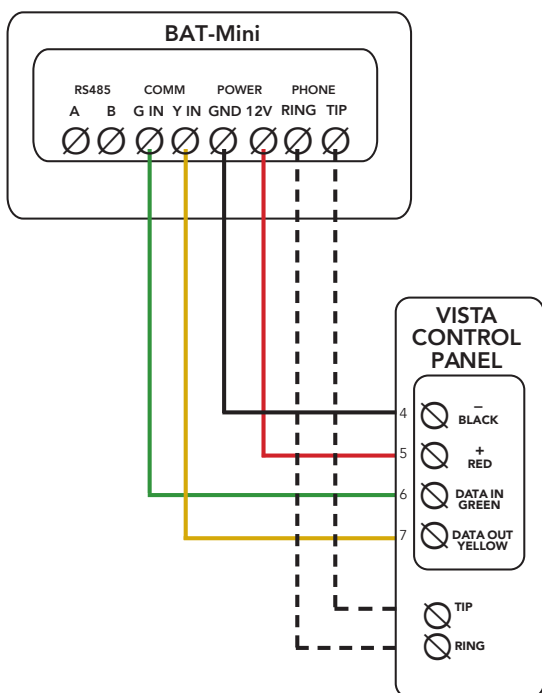 BAT-Mini
RS485 COMM POWER PHONE
A B G IN Y IN GND 12V RING TIP
VISTA
CONTROL
PANEL
4 –
BLACK
5 +
RED
6 DATA IN
GREEN
7 DATA OUT
YELLOW
TIP
RING